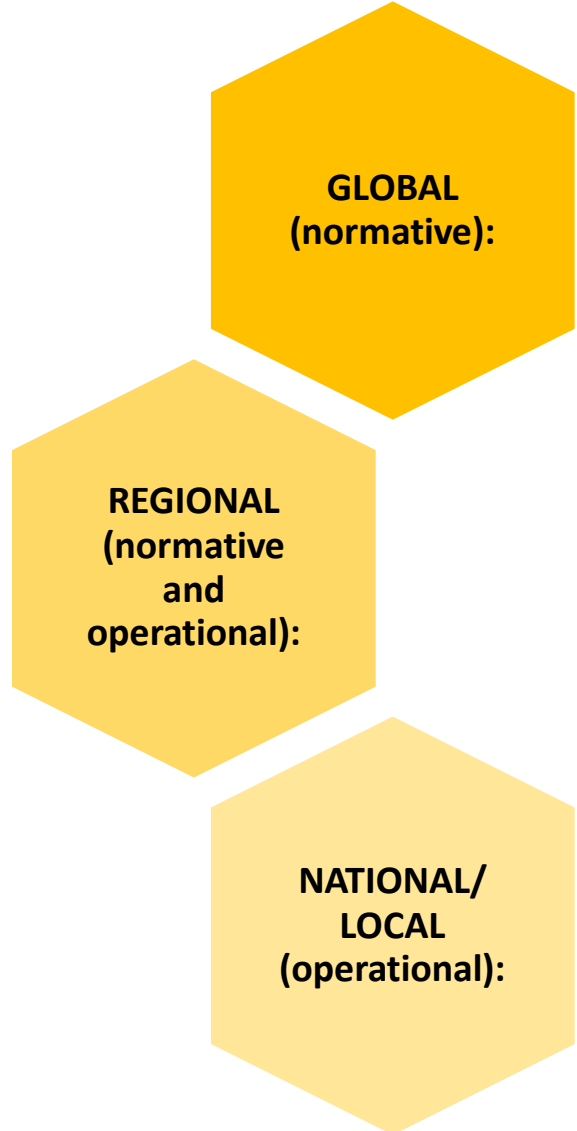 GLOBAL
(normative):
REGIONAL
(normative
and
operational):
NATIONAL/
LOCAL
(operational):